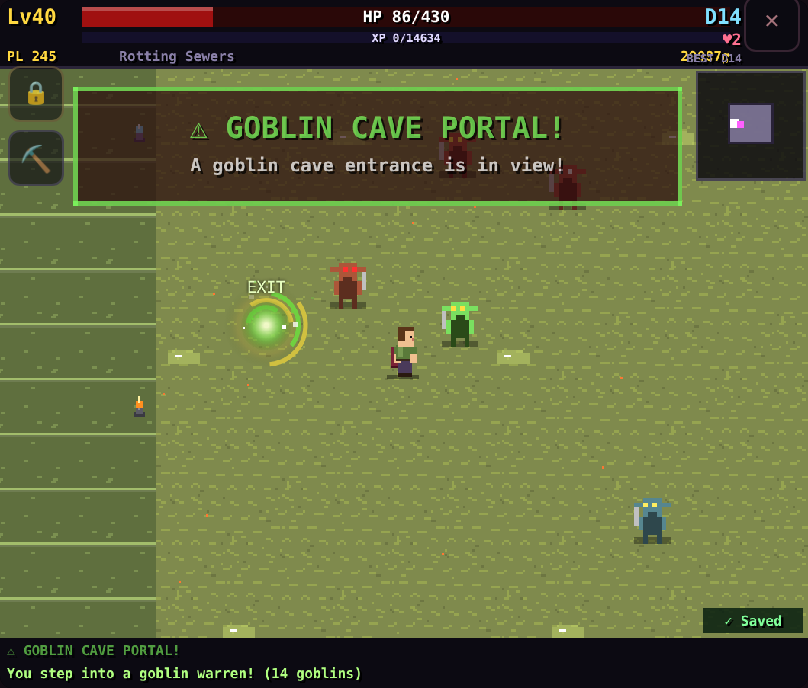 Lv40
HP 86/430
D14
×
XP 0/14634
♥2
PL 245
Rotting Sewers
⚠ GOBLIN CAVE PORTAL!
A goblin cave entrance is in view!
EXIT
✓ Saved
⚠ GOBLIN CAVE PORTAL!
You step into a goblin warren! (14 goblins)